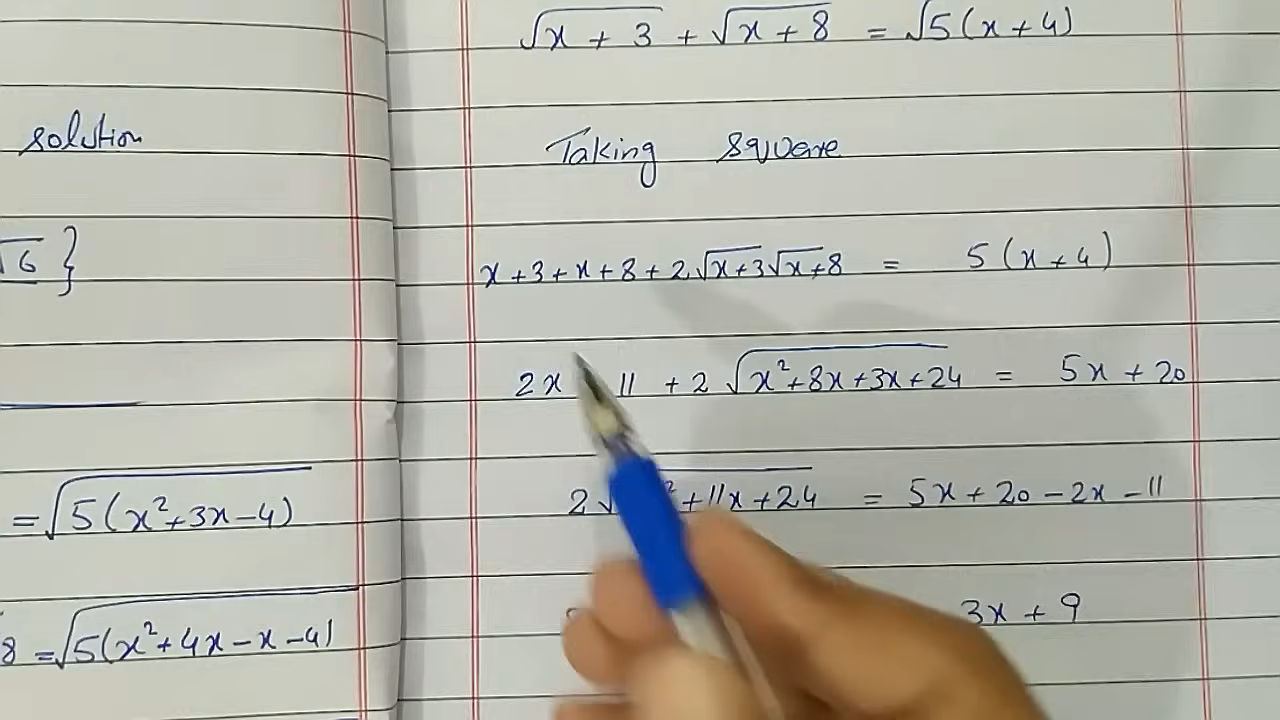 solution
√6 }
= √5(x²+3x-4)
8 = √5(x²+4x-x-4)
√x+3 + √x+8 = √5(x+4)
Taking square
x+3+x+8+2√x+3√x+8 = 5(x+4)
2x 11 +2 √x²+8x+3x+24 = 5x+20
2√ ²+11x+24 = 5x+20-2x-11
3x+9